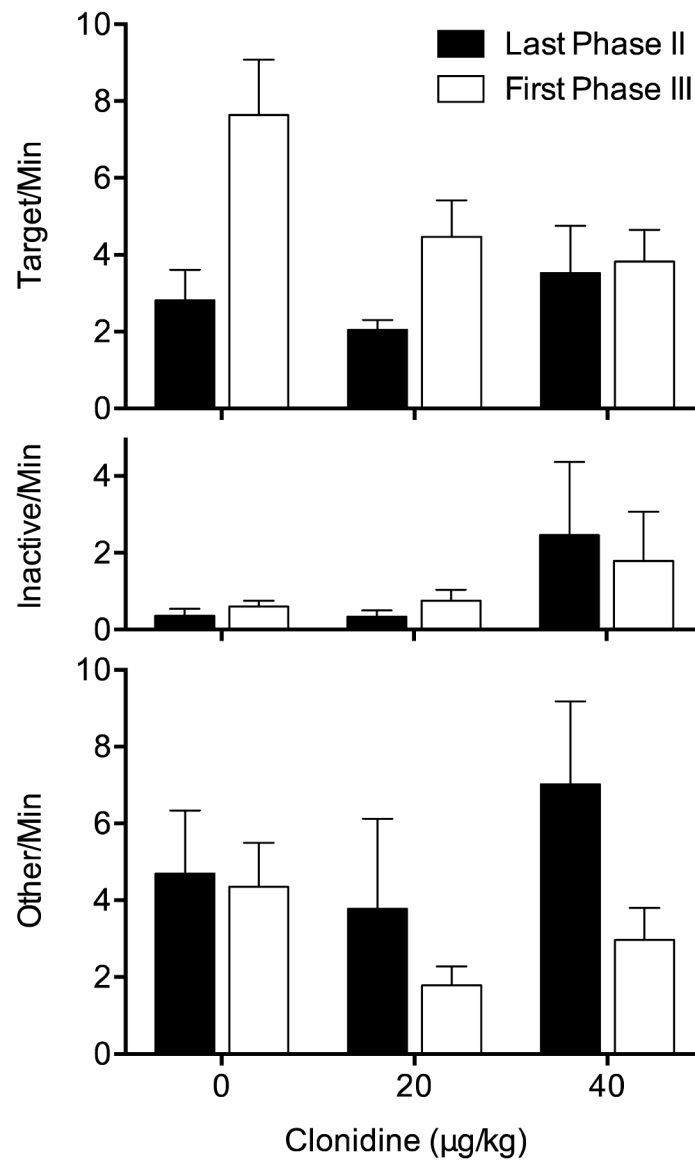 Last Phase II
First Phase III
Target/Min
10
8
6
4
2
0
Inactive/Min
4
2
0
Other/Min
10
8
6
4
2
0
0 20 40
Clonidine (µg/kg)